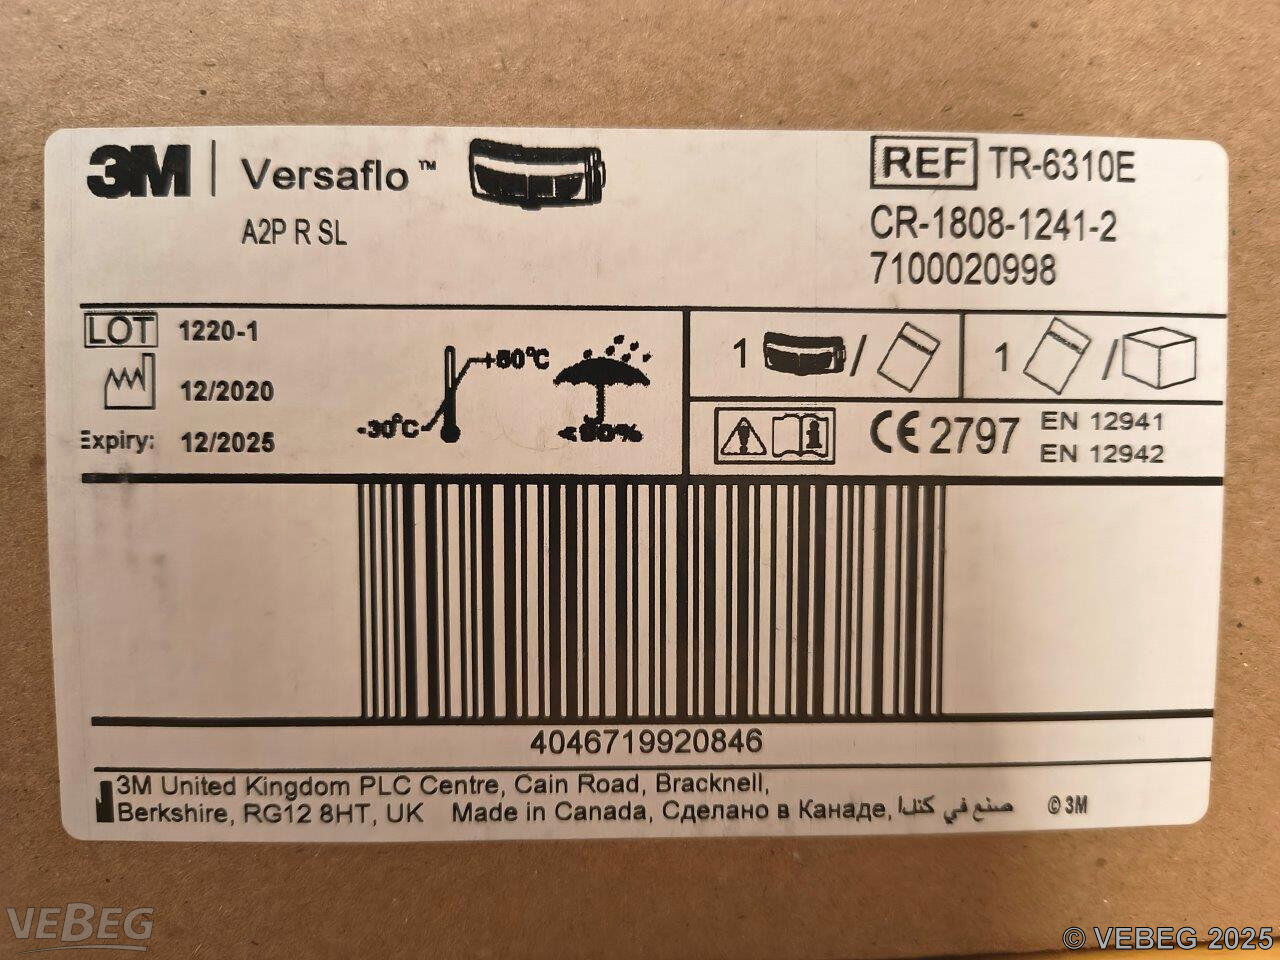 3M | Versaflo™
A2P R SL
REF TR-6310E
CR-1808-1241-2
7100020998
LOT 1220-1
12/2020
Expiry: 12/2025
-30°C
1 / 1 /
CE 2797 EN 12941
EN 12942
4046719920846
3M United Kingdom PLC Centre, Cain Road, Bracknell,
Berkshire, RG12 8HT, UK Made in Canada, Сделано в Канаде, صنع في كندا ©3M
VEBEG
© VEBEG 2025